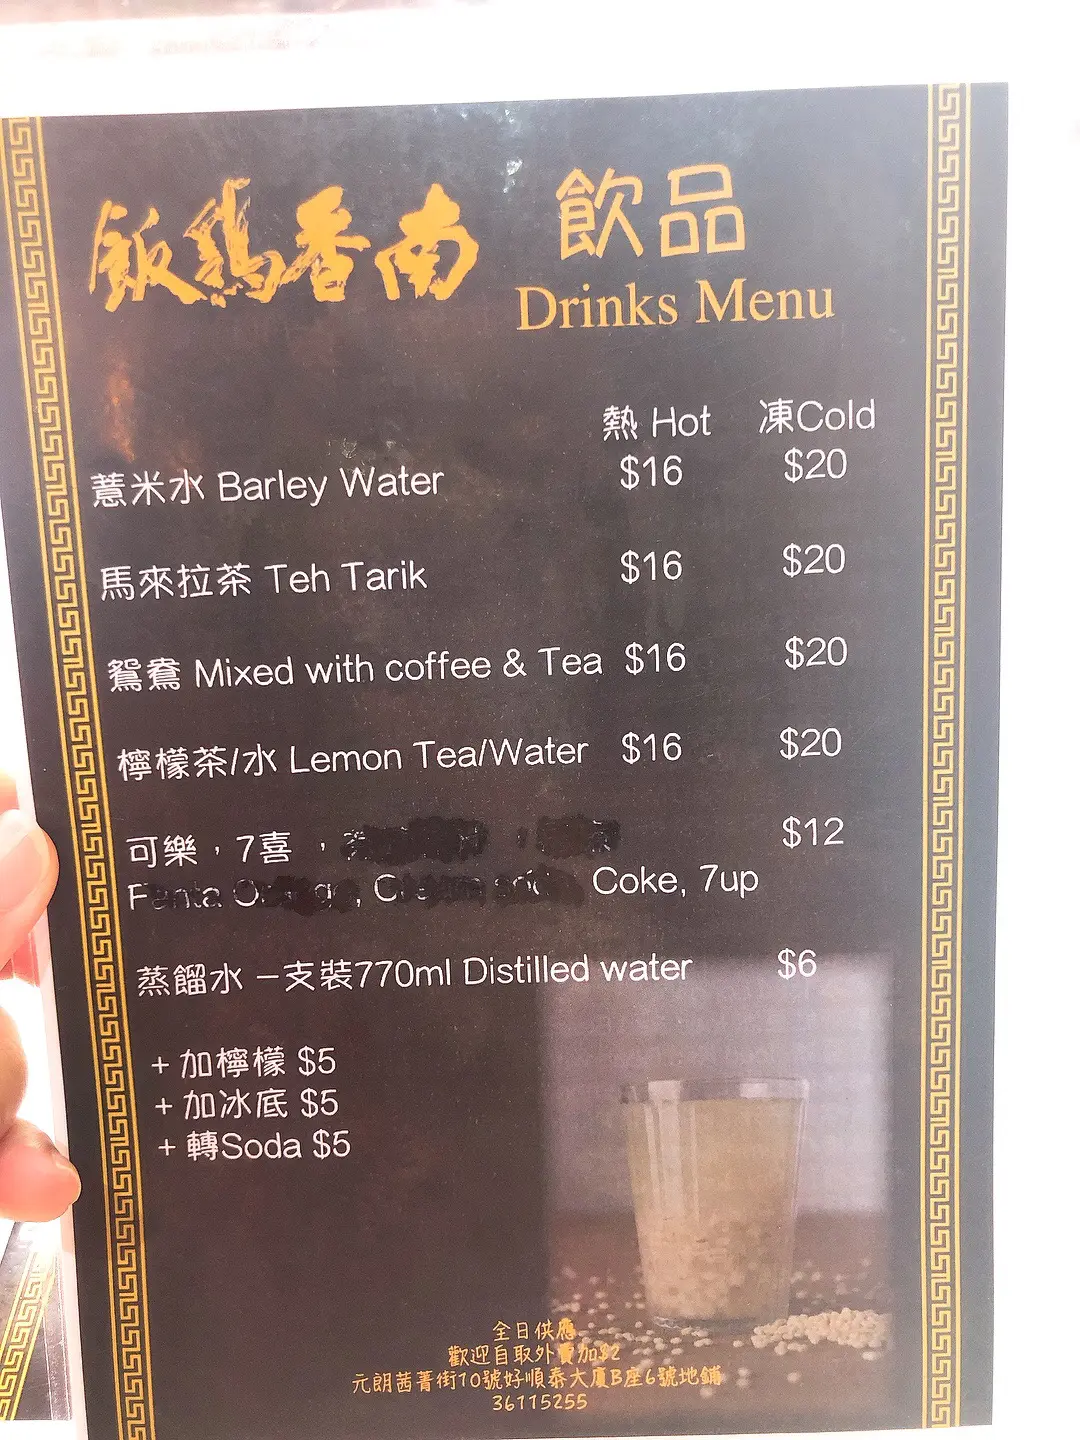 飯鷄香南
飲品
Drinks Menu
熱 Hot 凍Cold
薏米水 Barley Water $16 $20
馬來拉茶 Teh Tarik $16 $20
鴛鴦 Mixed with coffee & Tea $16 $20
檸檬茶/水 Lemon Tea/Water $16 $20
可樂，7喜， ， $12
Coke, 7up
蒸餾水 一支裝770ml Distilled water $6
+ 加檸檬 $5
+ 加冰底 $5
+ 轉Soda $5
全日供應
歡迎自取外賣加$2
元朗茜菁街10號好順泰大廈B座6號地鋪
36115255